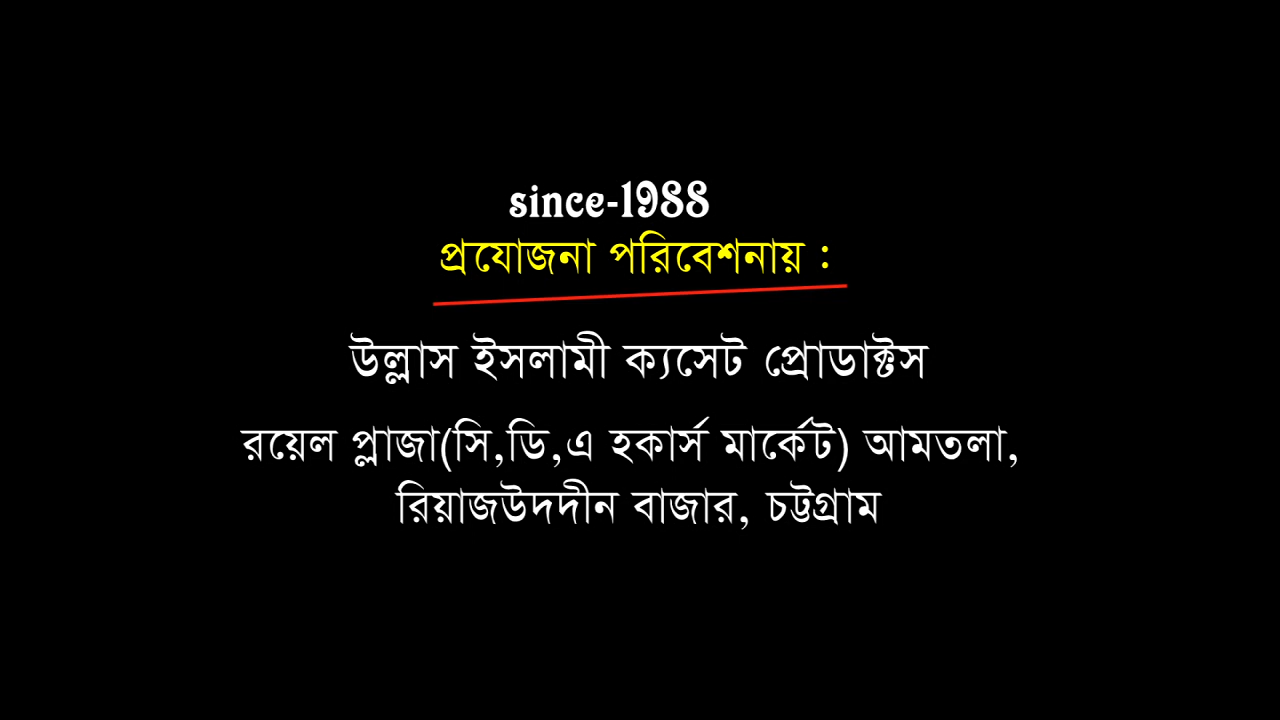 since-1988
প্রযোজনা পরিবেশনায় :
উল্লাস ইসলামী ক্যসেট প্রোডাক্টস
রয়েল প্লাজা(সি,ডি,এ হকার্স মার্কেট) আমতলা,
রিয়াজউদদীন বাজার, চট্টগ্রাম